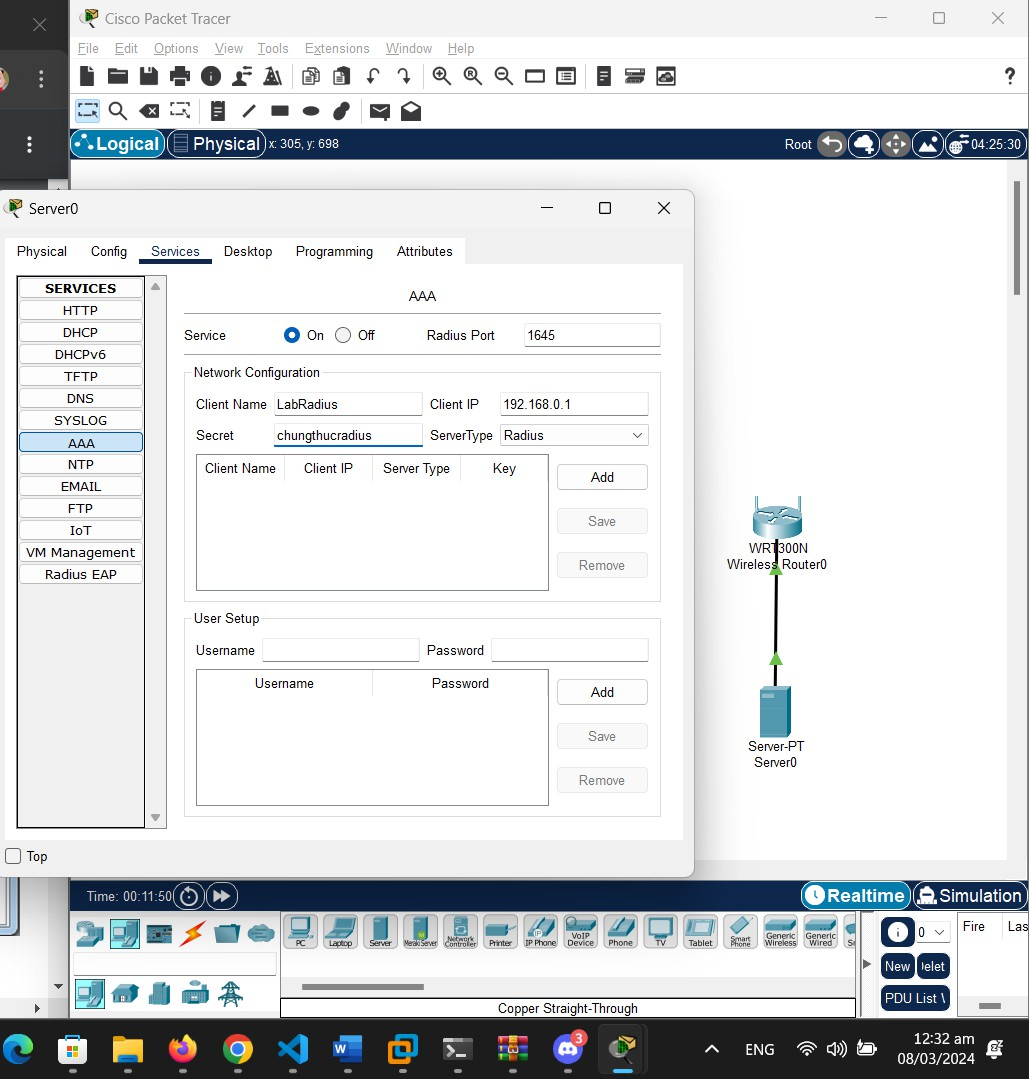 Cisco Packet Tracer
File Edit Options View Tools Extensions Window Help
?
Logical Physical x: 305, y: 698 Root 04:25:30
Server0
Physical Config Services Desktop Programming Attributes
SERVICES
HTTP
DHCP
DHCPv6
TFTP
DNS
SYSLOG
AAA
NTP
EMAIL
FTP
IoT
VM Management
Radius EAP
AAA
Service On Off Radius Port 1645
Network Configuration
Client Name LabRadius Client IP 192.168.0.1
Secret chungthucradius ServerType Radius
Client Name Client IP Server Type Key
Add
Save
Remove
User Setup
Username Password
Username Password
Add
Save
Remove
Top
WRT300N
Wireless Router0
Server-PT
Server0
Time: 00:11:50 Realtime Simulation
PC Laptop Server Meraki Server Network Controller Printer IP Phone VoIP Device Phone TV Tablet Smart Phone Generic Wireless Generic Wired
0 Fire Las
New Delet
PDU List
Copper Straight-Through
3
ENG
12:32 am
08/03/2024